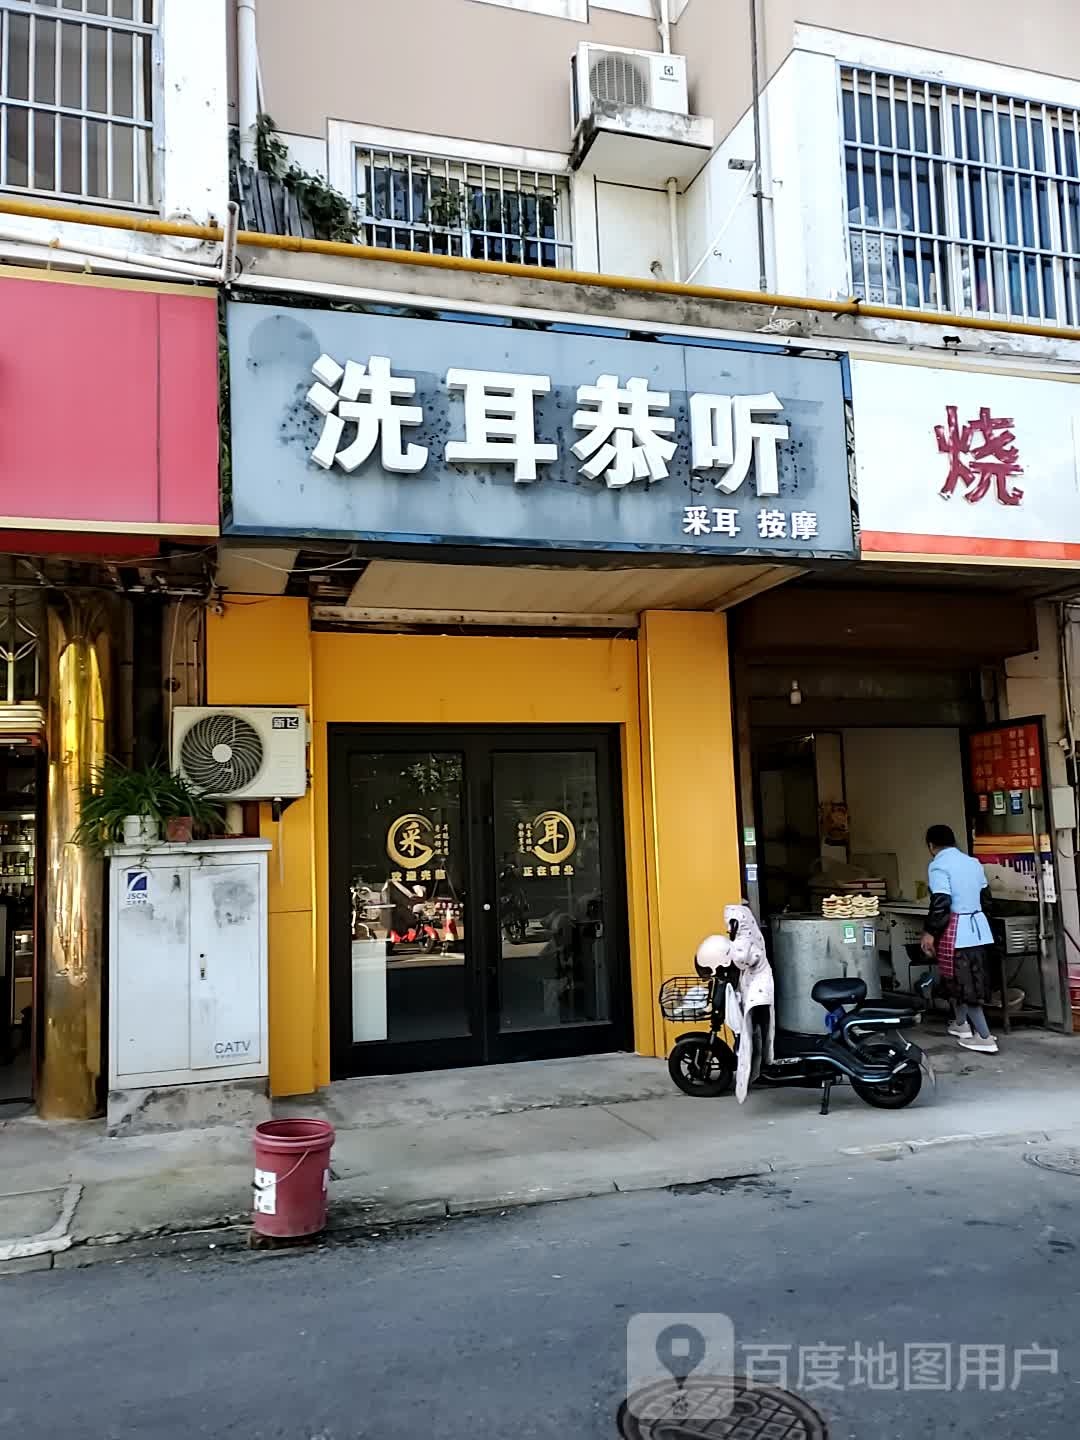 洗耳恭听
采耳 按摩
烧
新飞
采
耳
欢迎光临
正在营业
JSCN
CATV
百度地图用户